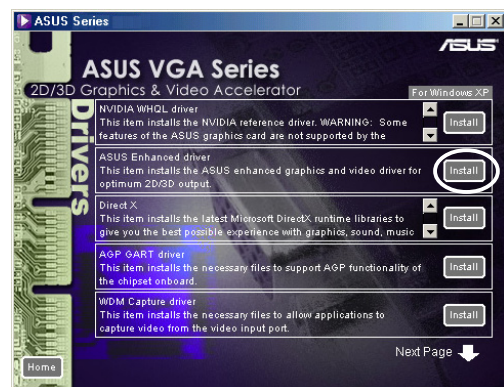 ASUS Series
ASUS
ASUS VGA Series
2D/3D Graphics & Video Accelerator
For Windows XP
Drivers
NVIDIA WHQL driver
This item installs the NVIDIA reference driver. WARNING: Some
features of the ASUS graphics card are not supported by the
Install
ASUS Enhanced driver
This item installs the ASUS enhanced graphics and video driver for
optimum 2D/3D output.
Install
Direct X
This item installs the latest Microsoft DirectX runtime libraries to
give you the best possible experience with graphics, sound, music
Install
AGP GART driver
This item installs the necessary files to support AGP functionality of
the chipset onboard.
Install
WDM Capture driver
This item installs the necessary files to allow applications to
capture video from the video input port.
Install
Next Page
Home